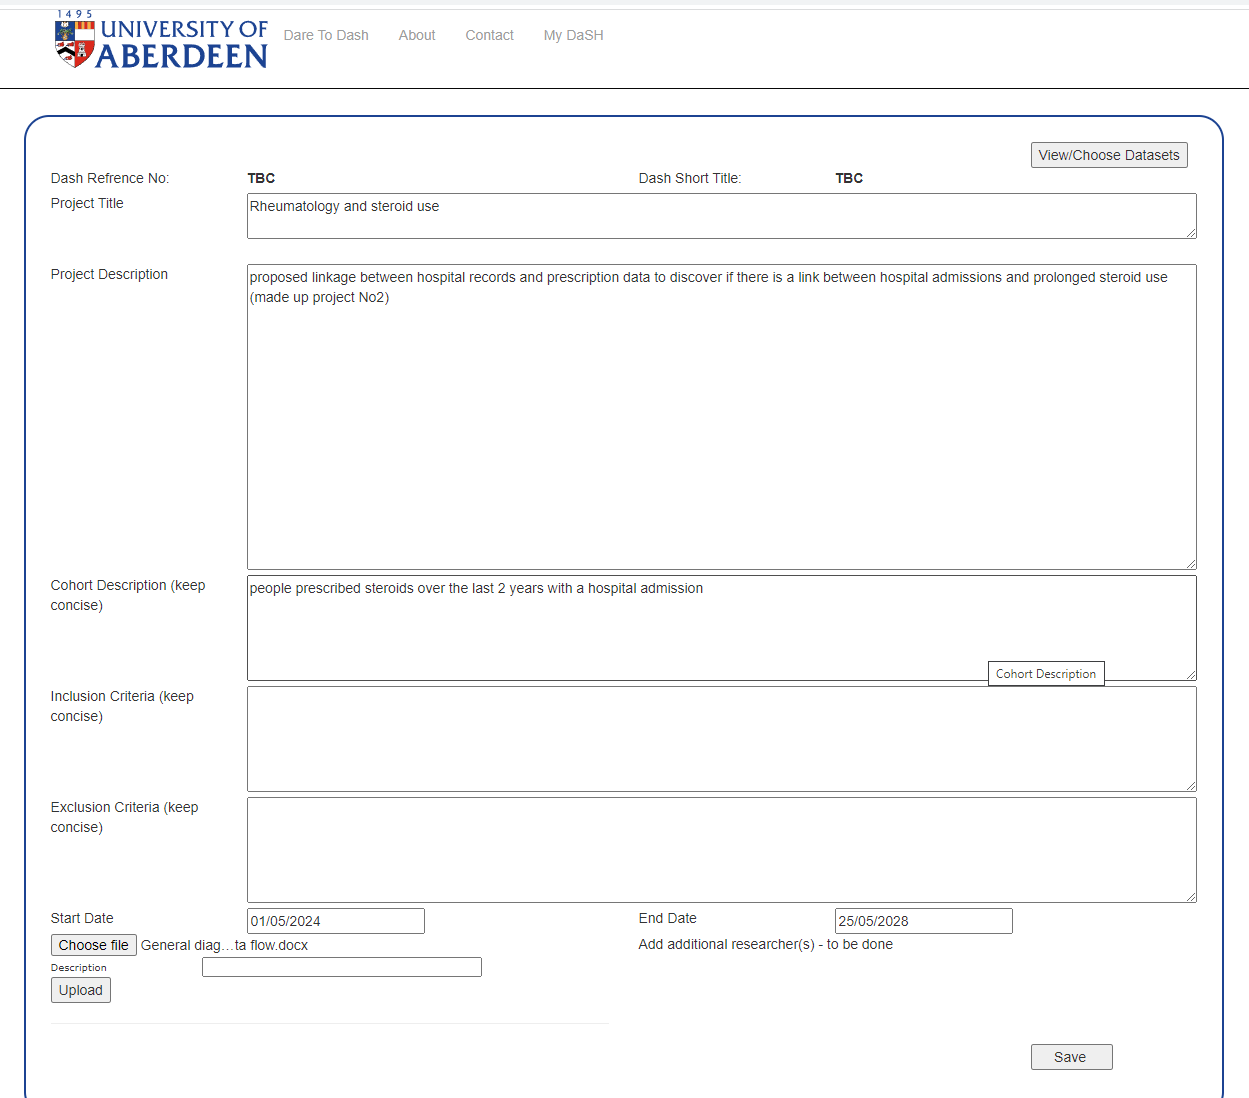 1495
UNIVERSITY OF
ABERDEEN
Dare To Dash About Contact My DaSH
View/Choose Datasets
Dash Refrence No: TBC Dash Short Title: TBC
Project Title Rheumatology and steroid use
Project Description proposed linkage between hospital records and prescription data to discover if there is a link between hospital admissions and prolonged steroid use
(made up project No2)
Cohort Description (keep people prescribed steroids over the last 2 years with a hospital admission
concise)
Cohort Description
Inclusion Criteria (keep
concise)
Exclusion Criteria (keep
concise)
Start Date 01/05/2024 End Date 25/05/2028
Choose file General diag...ta flow.docx Add additional researcher(s) - to be done
Description
Upload
Save